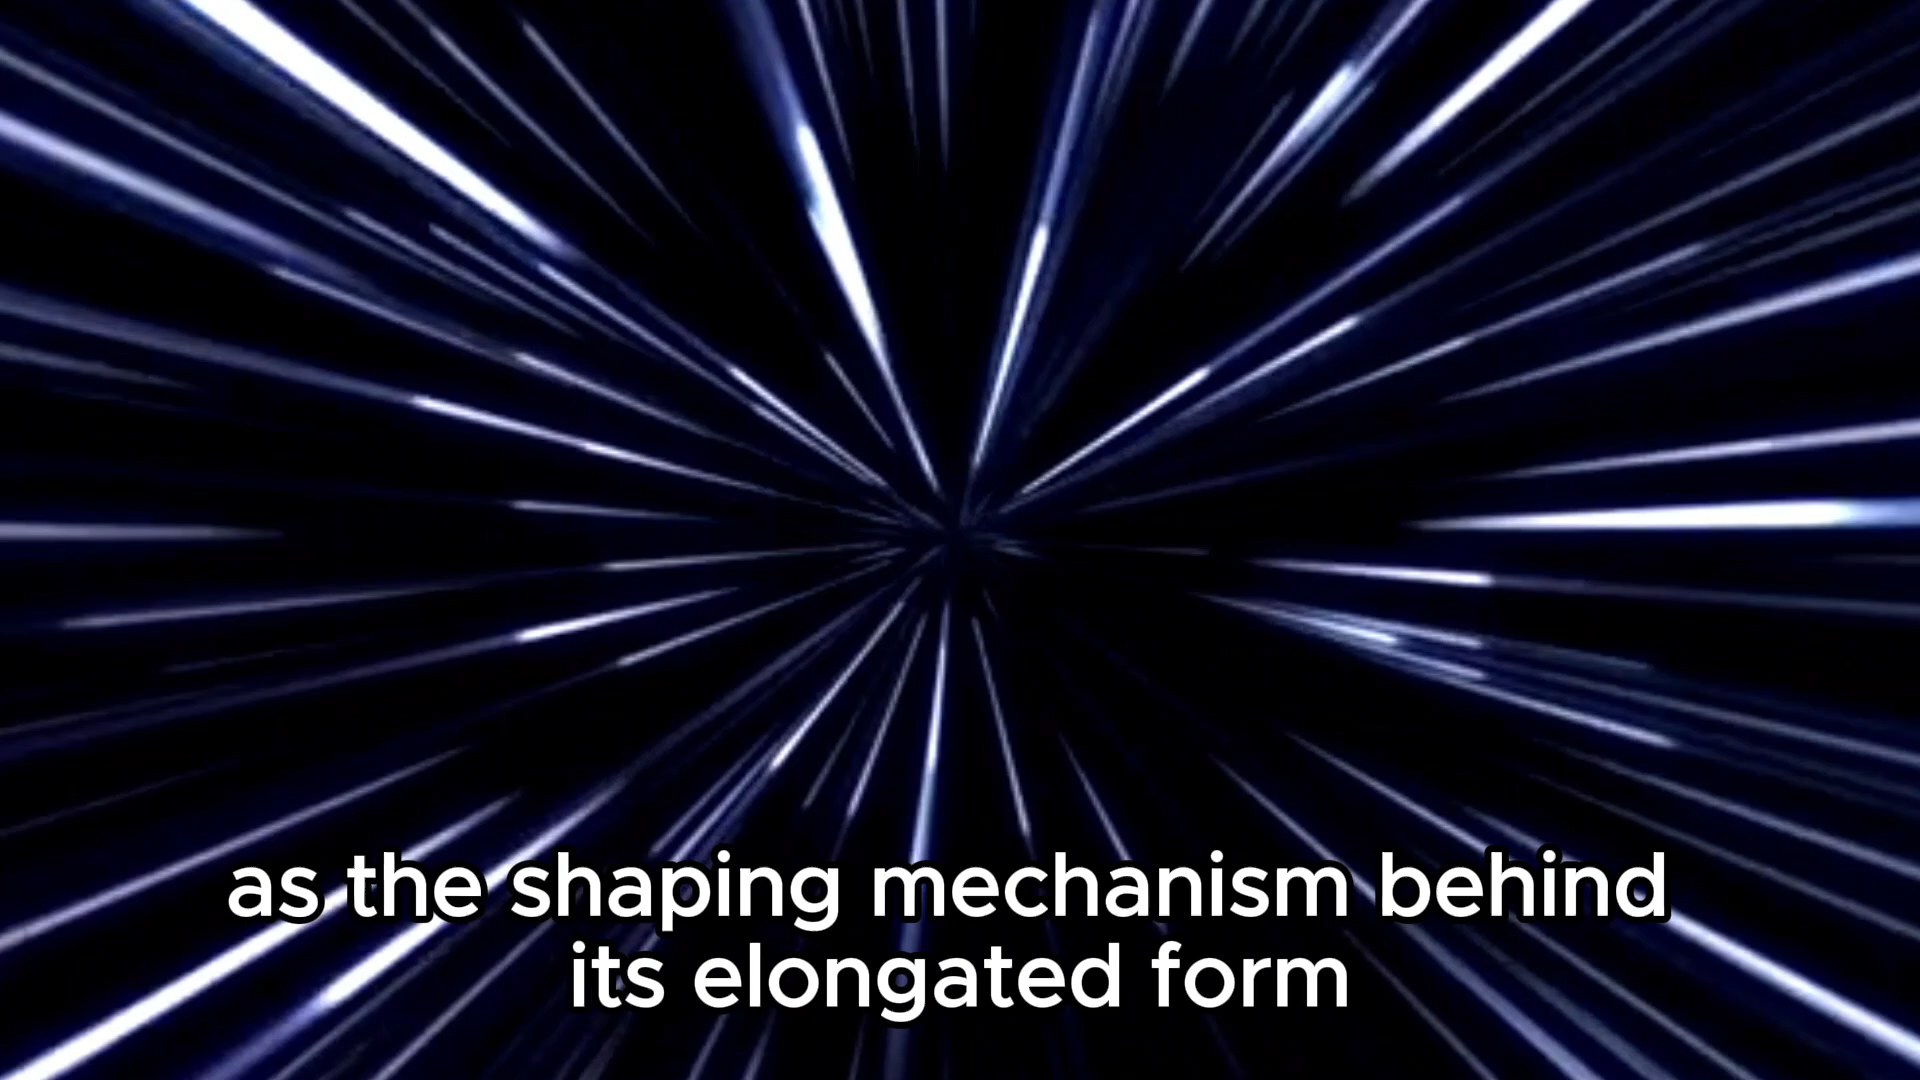 as the shaping mechanism behind
its elongated form